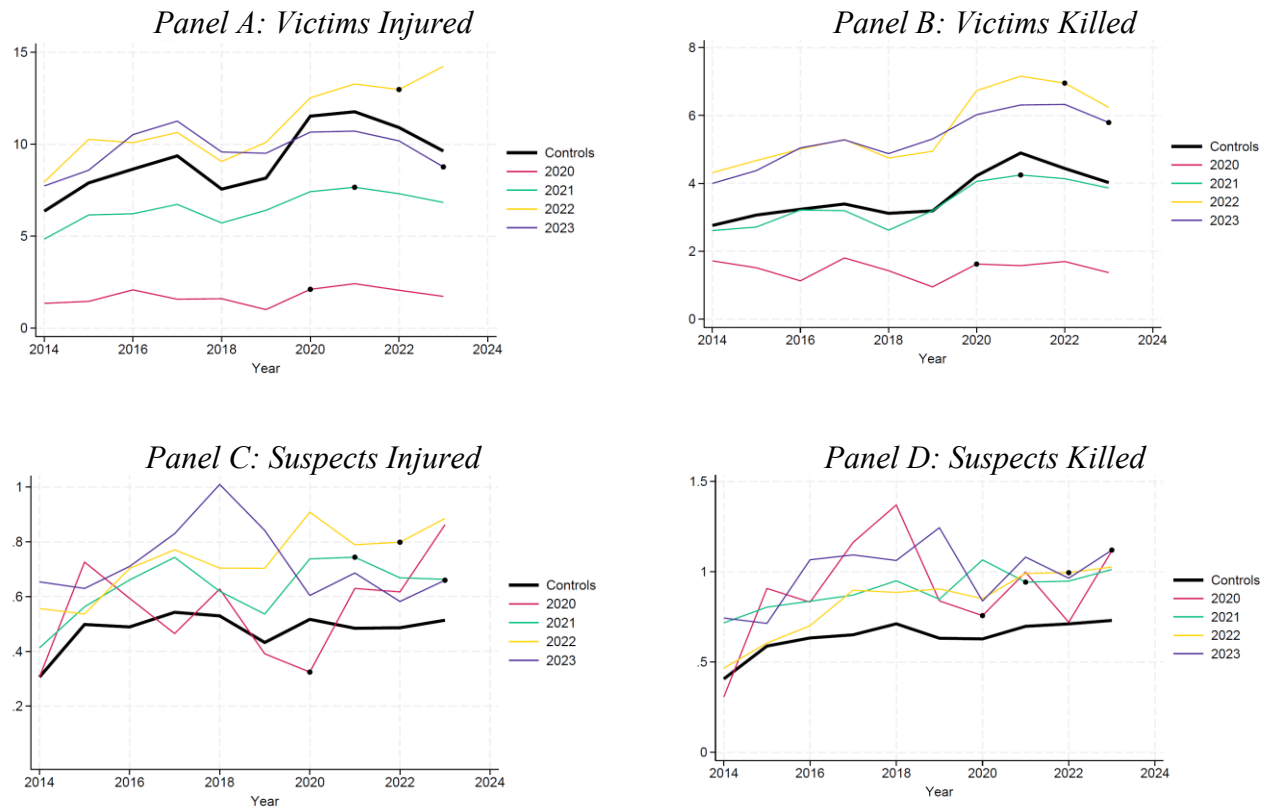 Panel A: Victims Injured
15
10
5
0
2014 2016 2018 2020 2022 2024
Year
Controls
2020
2021
2022
2023
Panel B: Victims Killed
8
6
4
2
0
2014 2016 2018 2020 2022 2024
Year
Controls
2020
2021
2022
2023
Panel C: Suspects Injured
1
.8
.6
.4
.2
2014 2016 2018 2020 2022 2024
Year
Controls
2020
2021
2022
2023
Panel D: Suspects Killed
1.5
1
.5
0
2014 2016 2018 2020 2022 2024
Year
Controls
2020
2021
2022
2023